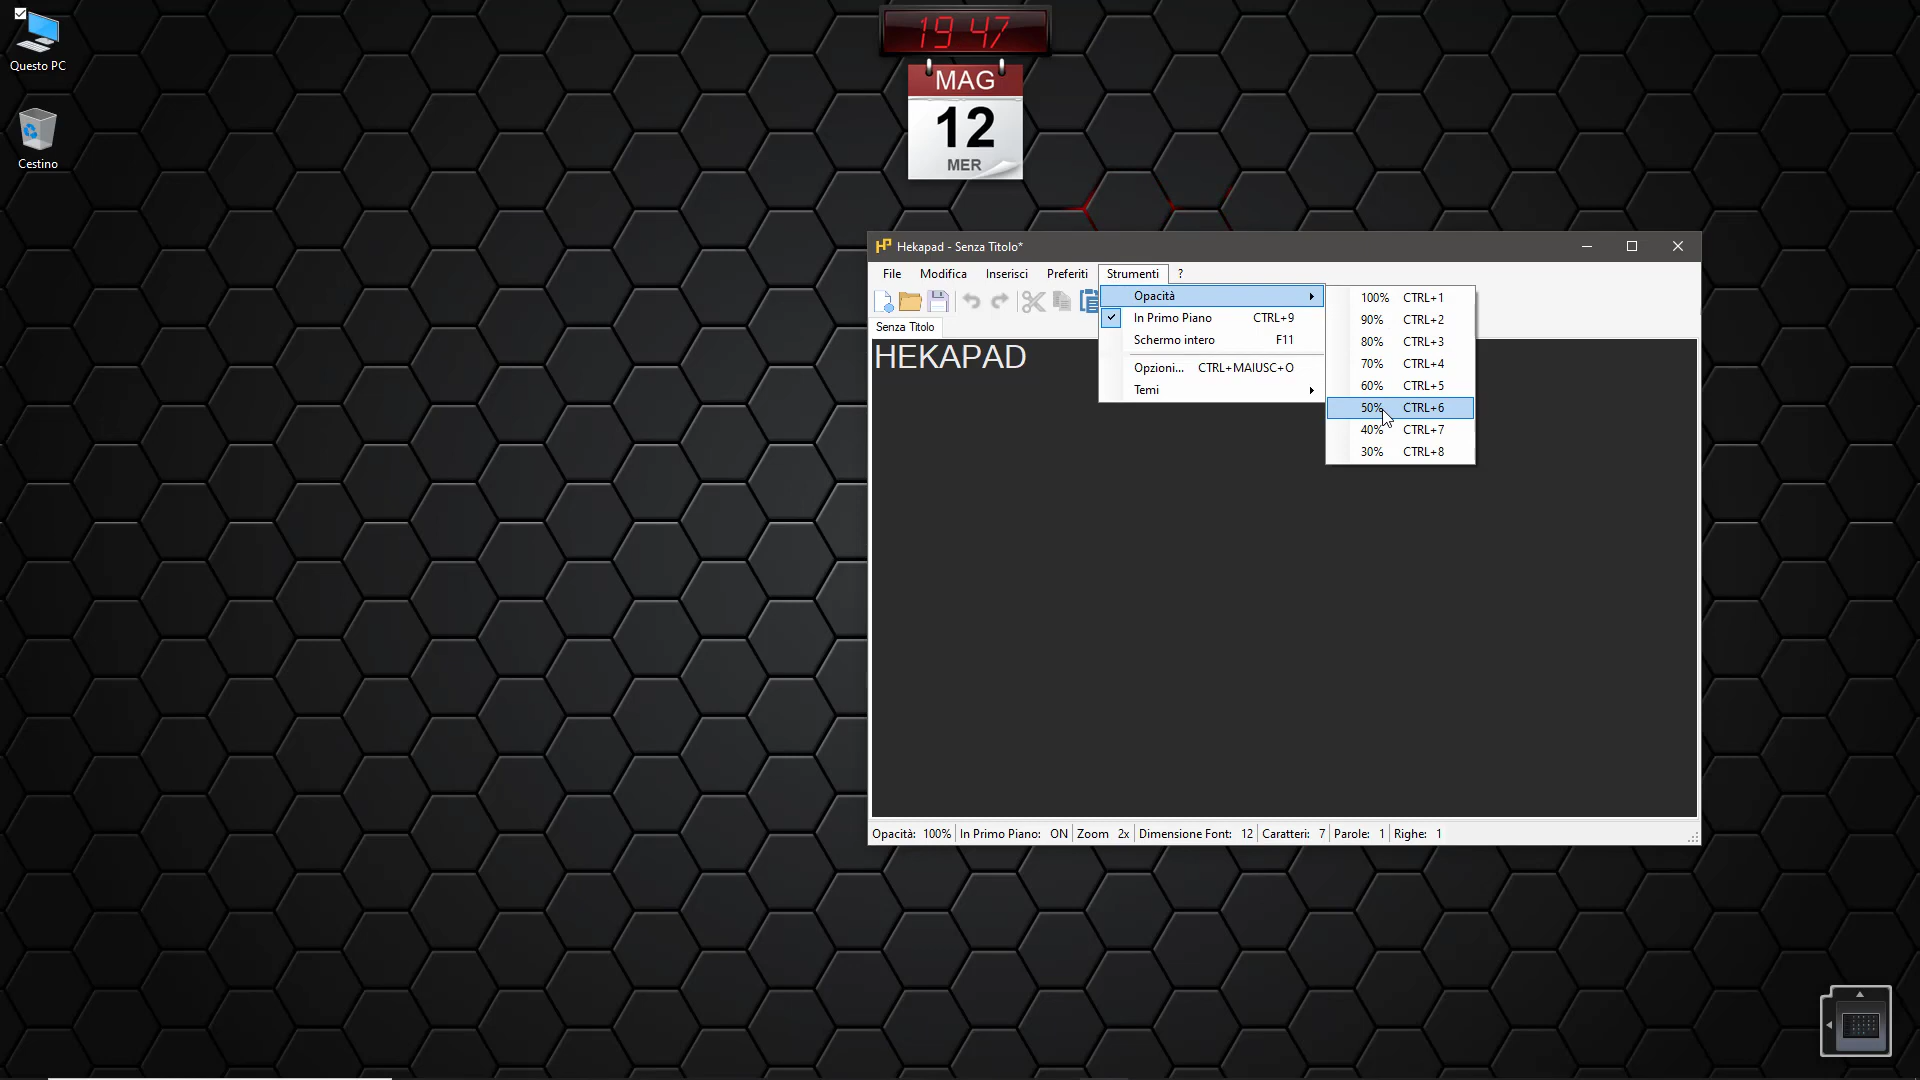 Questo PC
Cestino
19 47
MAG
12
MER
HP Hekapad - Senza Titolo*
File Modifica Inserisci Preferiti Strumenti ?
Senza Titolo
HEKAPAD
Opacità
In Primo Piano CTRL+9
Schermo intero F11
Opzioni... CTRL+MAIUSC+O
Temi
100% CTRL+1
90% CTRL+2
80% CTRL+3
70% CTRL+4
60% CTRL+5
50% CTRL+6
40% CTRL+7
30% CTRL+8
Opacità: 100% In Primo Piano: ON Zoom 2x Dimensione Font: 12 Caratteri: 7 Parole: 1 Righe: 1